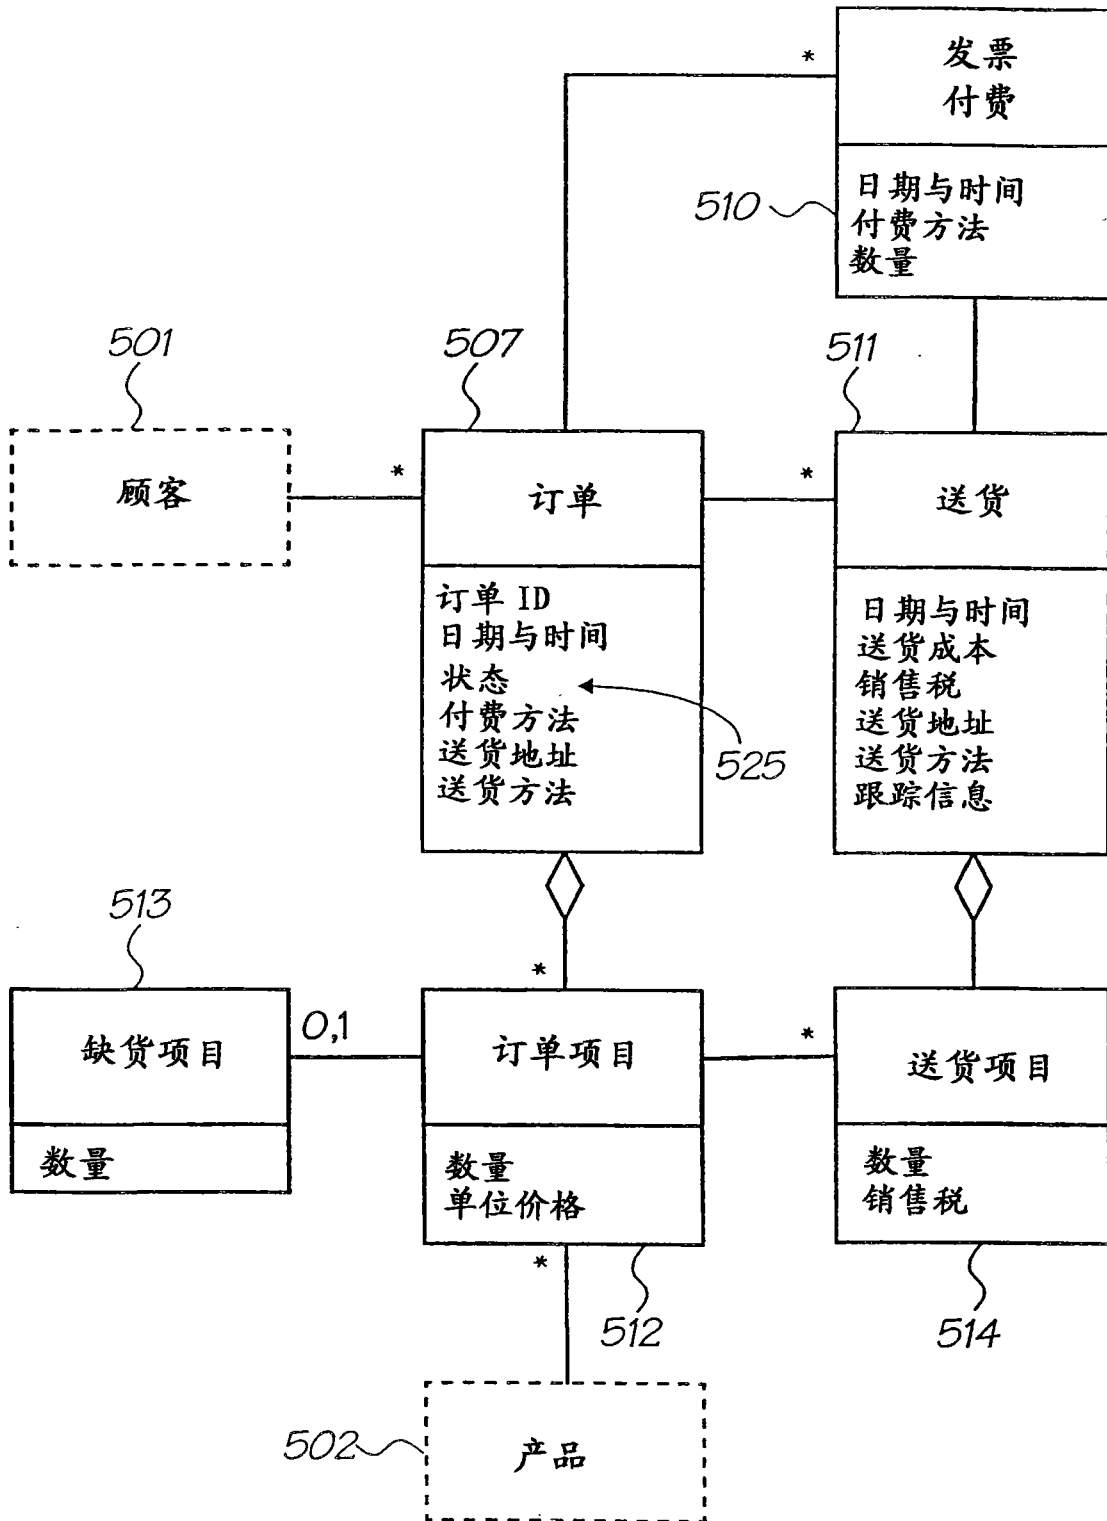 *
发票
付费
510
日期与时间
付费方法
数量
501
507
511
顾客
*
订单
*
送货
订单 ID
日期与时间
状态
付费方法
送货地址
送货方法
525
日期与时间
送货成本
销售税
送货地址
送货方法
跟踪信息
513
*
缺货项目
0,1
订单项目
*
送货项目
数量
数量
单位价格
数量
销售税
*
512
514
502
产品